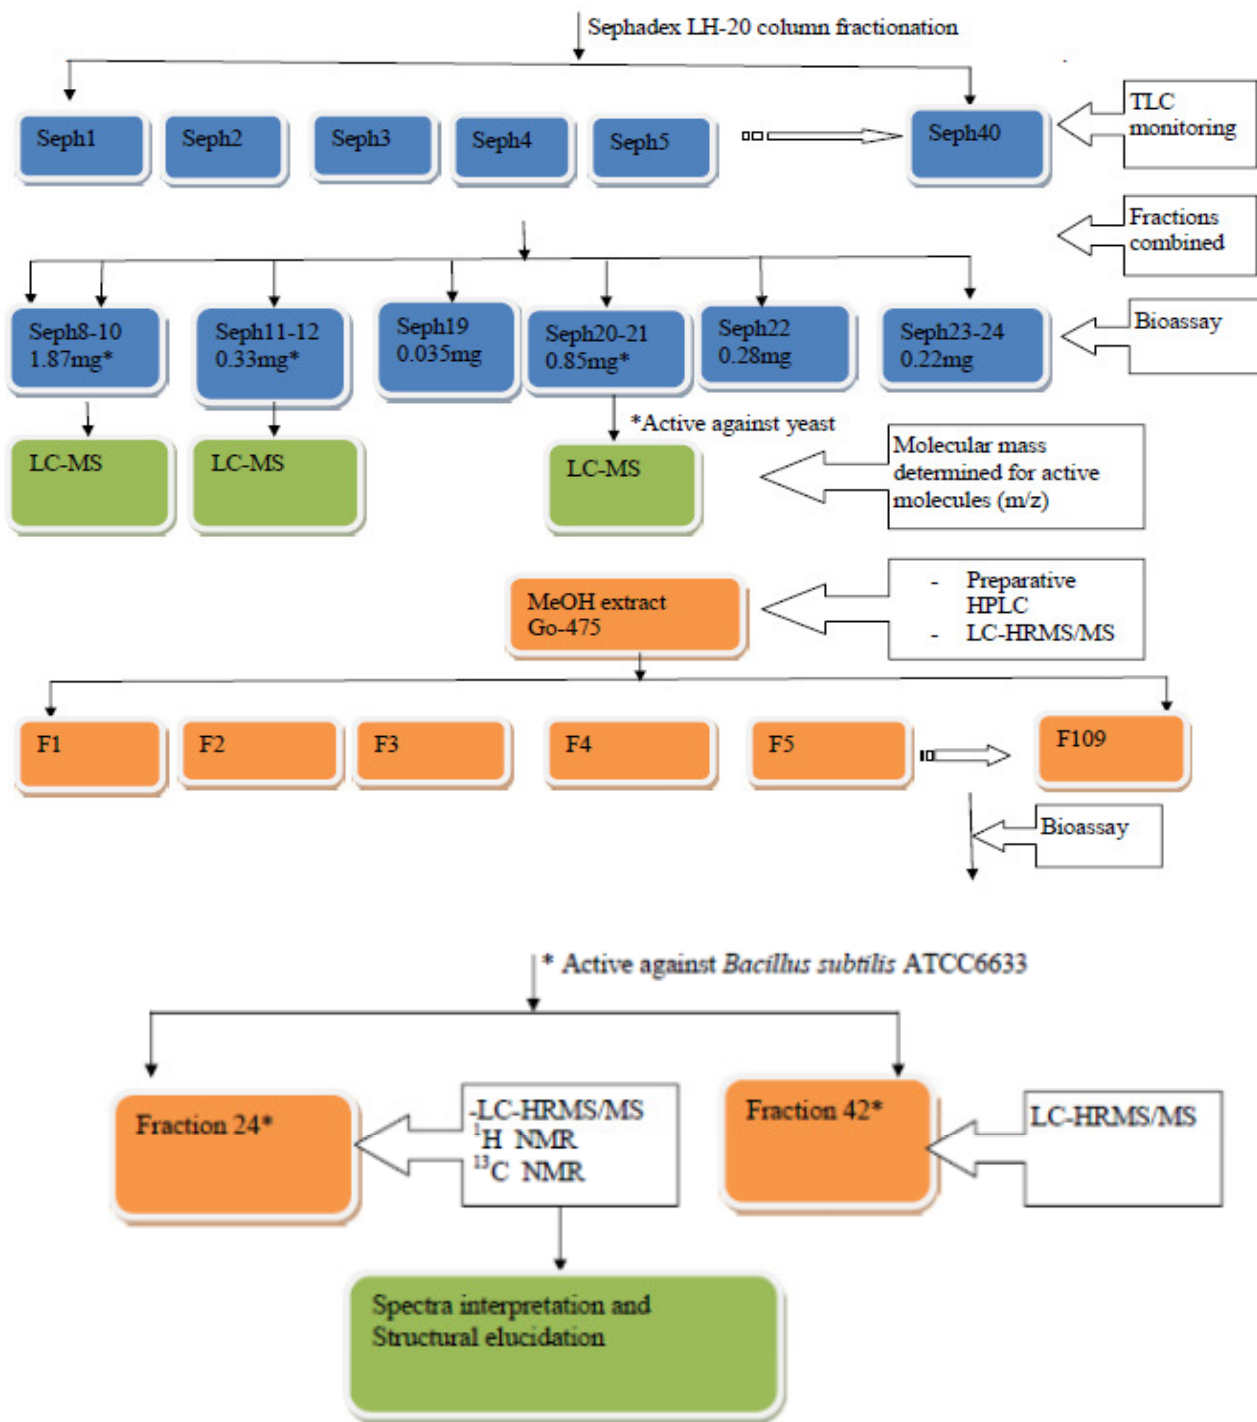 Sephadex LH-20 column fractionation
Seph1
Seph2
Seph3
Seph4
Seph5
Seph40
TLC
monitoring
Fractions
combined
Seph8-10
1.87mg*
Seph11-12
0.33mg*
Seph19
0.035mg
Seph20-21
0.85mg*
Seph22
0.28mg
Seph23-24
0.22mg
Bioassay
*Active against yeast
LC-MS
LC-MS
LC-MS
Molecular mass
determined for active
molecules (m/z)
MeOH extract
Go-475
- Preparative
HPLC
- LC-HRMS/MS
F1
F2
F3
F4
F5
F109
Bioassay
* Active against Bacillus subtilis ATCC6633
Fraction 24*
-LC-HRMS/MS
¹H NMR
¹³C NMR
Fraction 42*
LC-HRMS/MS
Spectra interpretation and
Structural elucidation